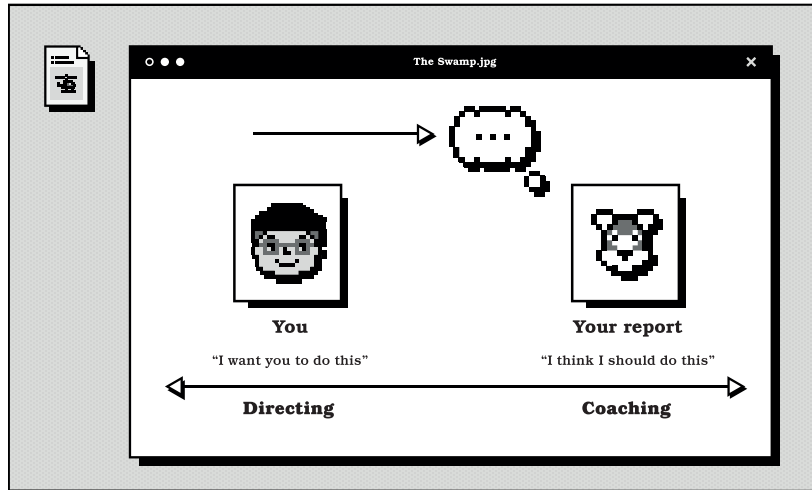 The Swamp.jpg
...
You
Your report
“I want you to do this”
“I think I should do this”
Directing
Coaching